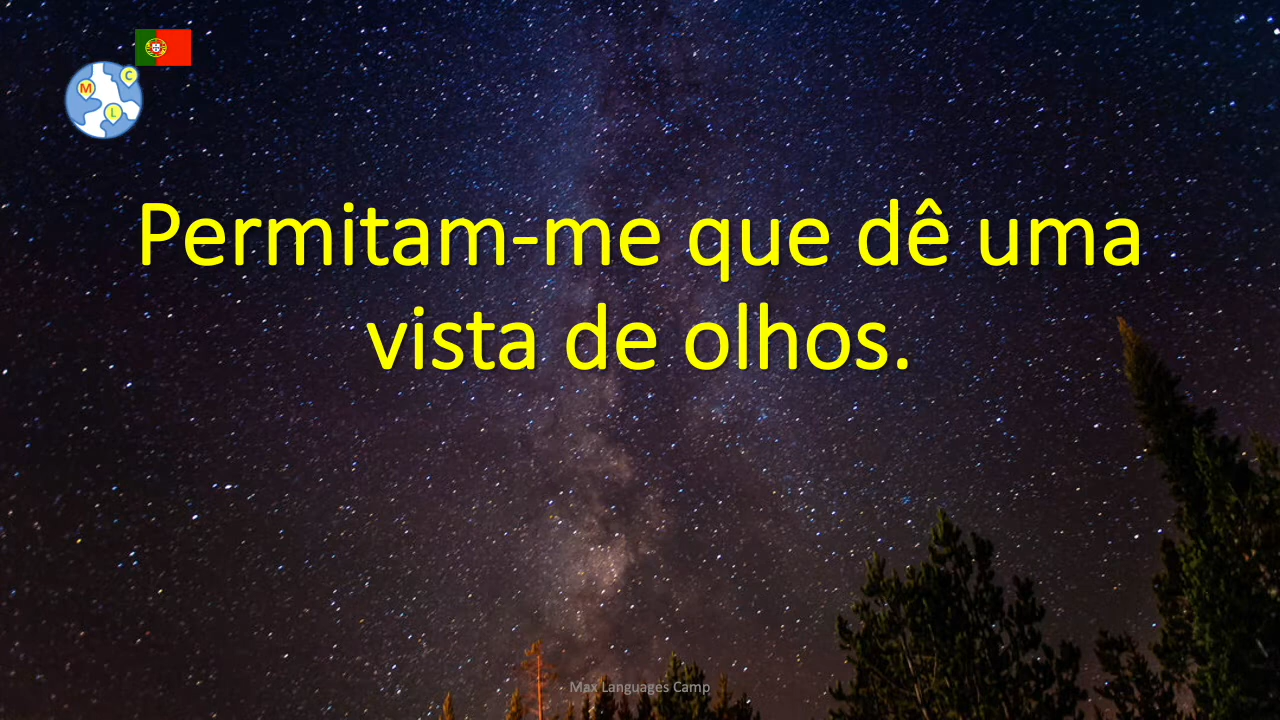 C
M
L
Permitam-me que dê uma
vista de olhos.
Max Languages Camp